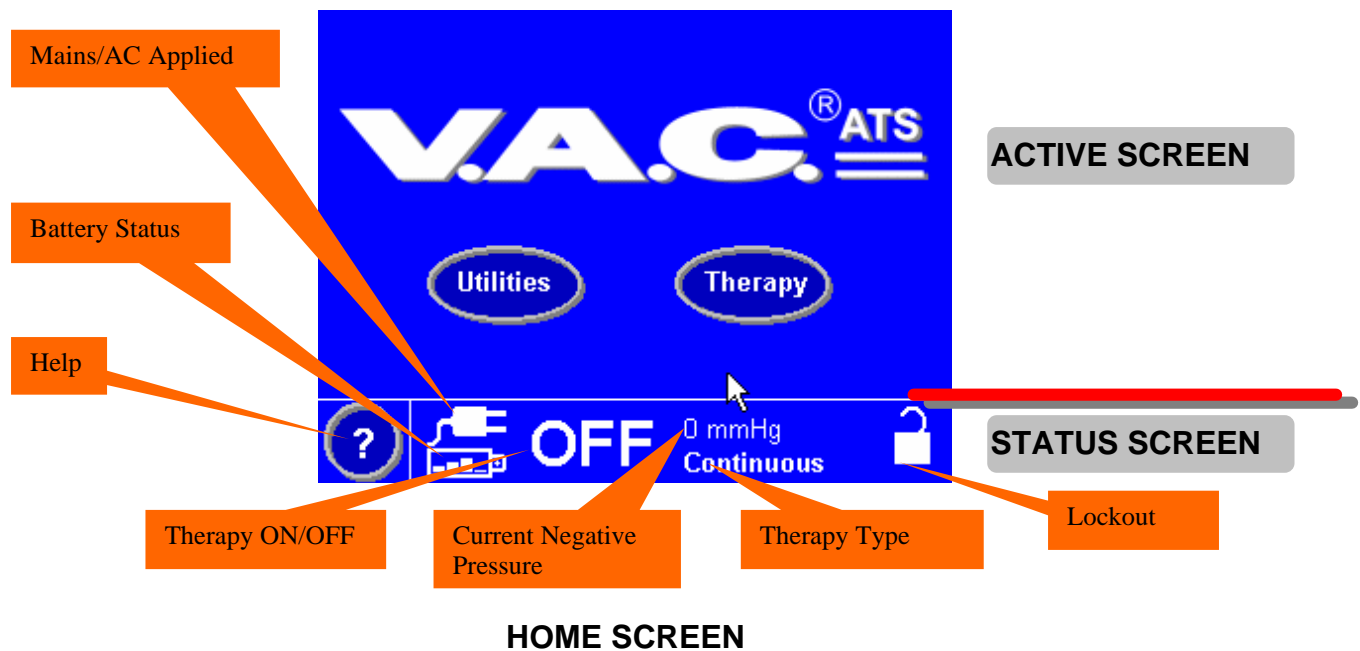 Mains/AC Applied
V.A.C.® ATS
ACTIVE SCREEN
Battery Status
Utilities
Therapy
Help
?
OFF
0 mmHg
Continuous
STATUS SCREEN
Therapy ON/OFF
Current Negative
Pressure
Therapy Type
Lockout
HOME SCREEN